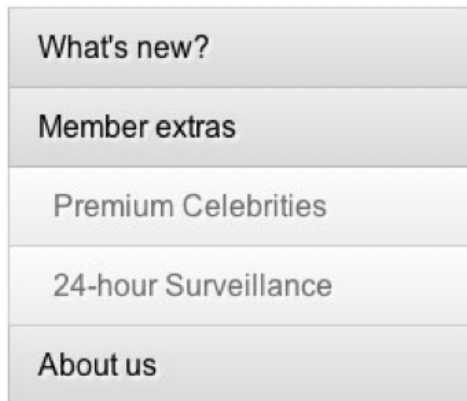 What's new?
Member extras
Premium Celebrities
24-hour Surveillance
About us